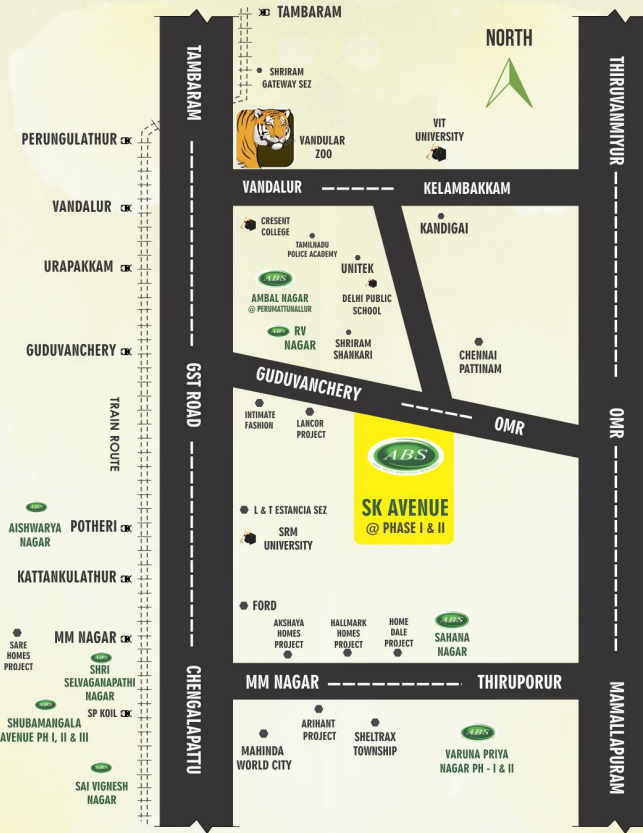 TAMBARAM
NORTH
SHRIRAM
GATEWAY SEZ
TAMBARAM
THIRUVANMIYUR
PERUNGULATHUR
VANDULAR
ZOO
VIT
UNIVERSITY
VANDALUR
KELAMBAKKAM
VANDALUR
CRESENT
COLLEGE
KANDIGAI
TAMILNADU
POLICE ACADEMY
URAPAKKAM
UNITEK
ABS
AMBAL NAGAR
@ PERUMATTUNALLUR
DELHI PUBLIC
SCHOOL
ABS
RV
NAGAR
SHRIRAM
SHANKARI
CHENNAI
PATTINAM
GUDUVANCHERY
GST ROAD
GUDUVANCHERY
OMR
OMR
TRAIN ROUTE
INTIMATE
FASHION
LANCOR
PROJECT
ABS
SK AVENUE
@ PHASE I & II
L & T ESTANCIA SEZ
SRM
UNIVERSITY
ABS
AISHWARYA
NAGAR
POTHERI
KATTANKULATHUR
FORD
AKSHAYA
HOMES
PROJECT
HALLMARK
HOMES
PROJECT
HOME
DALE
PROJECT
ABS
SAHANA
NAGAR
SARE
HOMES
PROJECT
MM NAGAR
ABS
SHRI
SELVAGANAPATHI
NAGAR
CHENGALAPATTU
MM NAGAR
THIRUPORUR
MAMALLAPURAM
SP KOIL
ABS
SHUBAMANGALA
AVENUE PH I, II & III
MAHINDA
WORLD CITY
ARIHANT
PROJECT
SHELTRAX
TOWNSHIP
ABS
VARUNA PRIYA
NAGAR PH - I & II
ABS
SAI VIGNESH
NAGAR